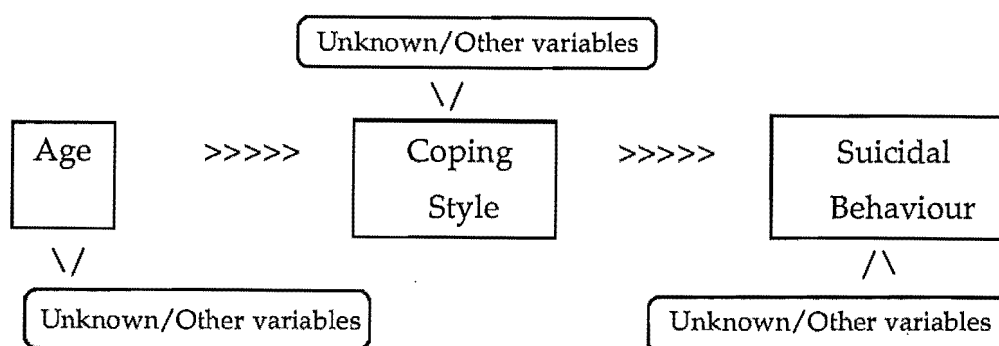 Unknown/Other variables
\/
Age >>>>> Coping Style >>>>> Suicidal Behaviour
\/ /\
Unknown/Other variables Unknown/Other variables